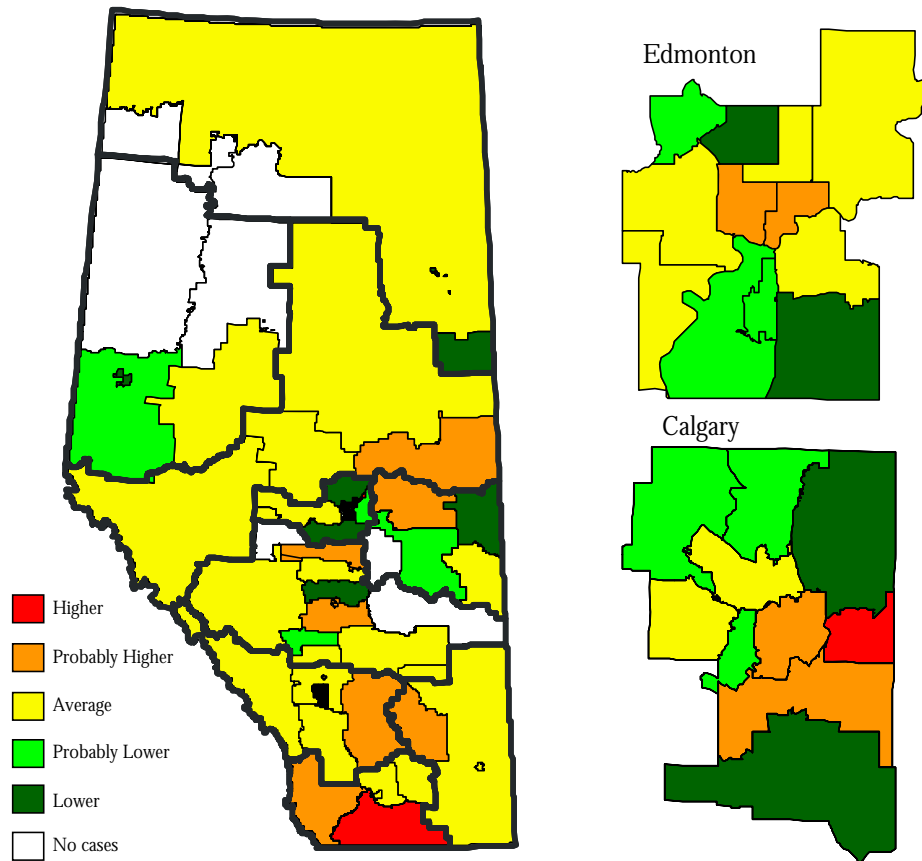 Edmonton
Calgary
Higher
Probably Higher
Average
Probably Lower
Lower
No cases